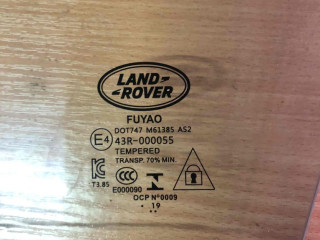 LAND
ROVER
FUYAO
DOT747 M61385 AS2
E4 43R-000055
TEMPERED
TRANSP. 70% MIN
T3.85 E000090 CCC
OCP N°0009
· 19 ··